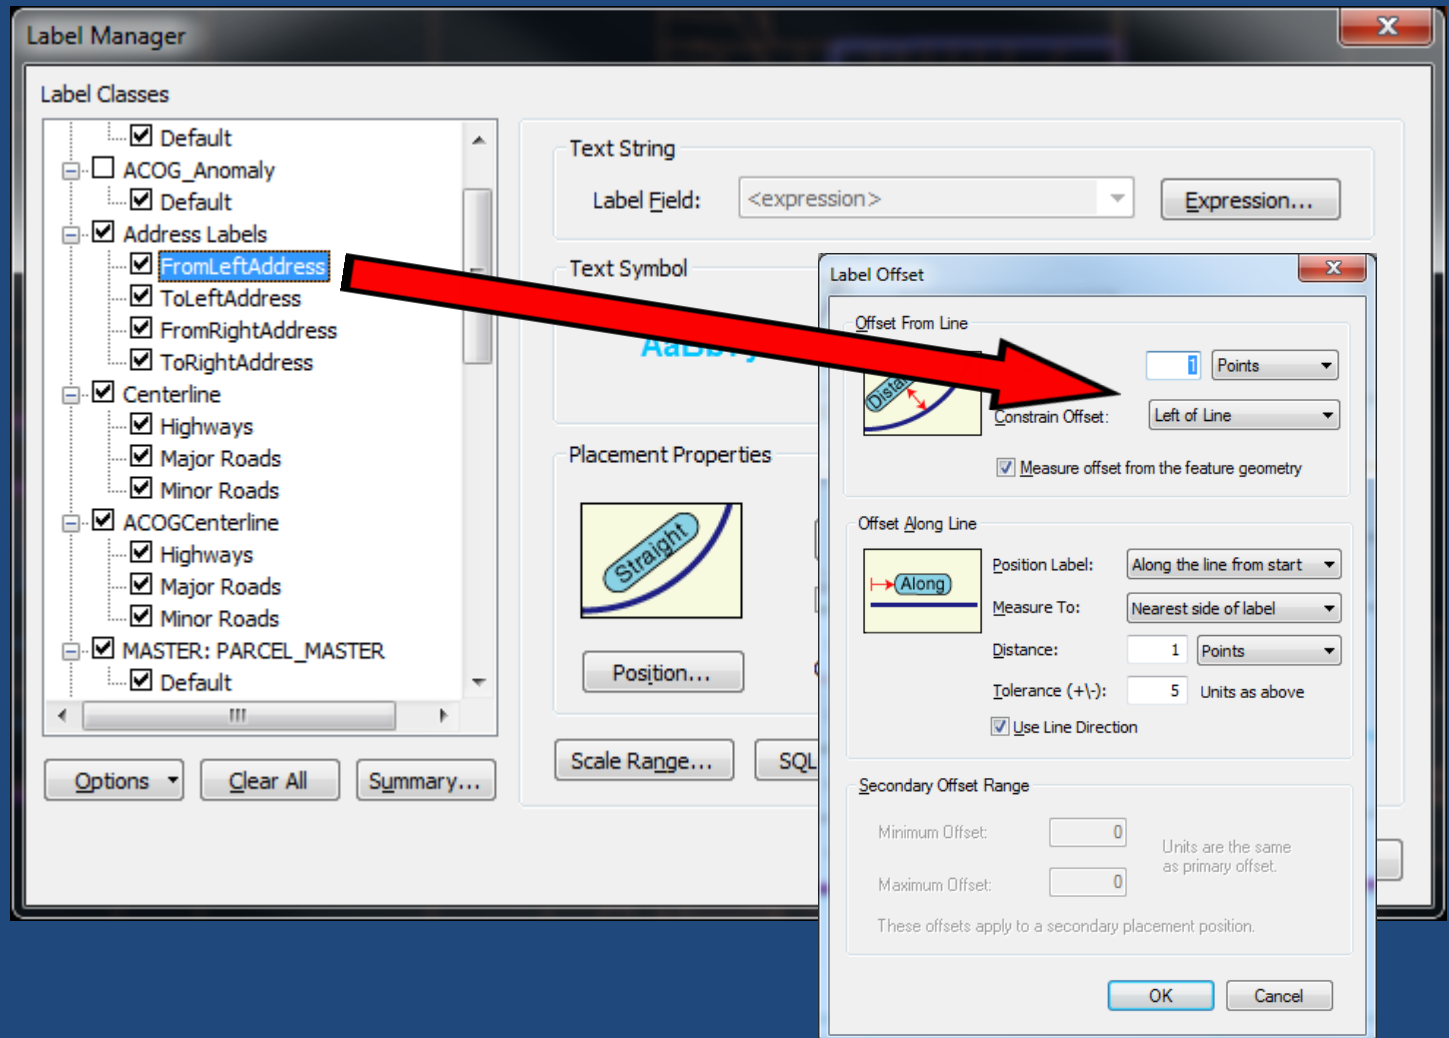 Label Manager
Label Classes
Default
ACOG_Anomaly
Default
Address Labels
FromLeftAddress
ToLeftAddress
FromRightAddress
ToRightAddress
Centerline
Highways
Major Roads
Minor Roads
ACOGCenterline
Highways
Major Roads
Minor Roads
MASTER: PARCEL_MASTER
Default
Options
Clear All
Summary...
Text String
Label Field:
<expression>
Expression...
Text Symbol
Placement Properties
Straight
Position...
Scale Range...
SQL
Label Offset
Offset From Line
1 Points
Constrain Offset: Left of Line
Measure offset from the feature geometry
Offset Along Line
Along
Position Label: Along the line from start
Measure To: Nearest side of label
Distance: 1 Points
Tolerance (+\-): 5 Units as above
Use Line Direction
Secondary Offset Range
Minimum Offset: 0
Maximum Offset: 0
Units are the same
as primary offset.
These offsets apply to a secondary placement position.
OK
Cancel